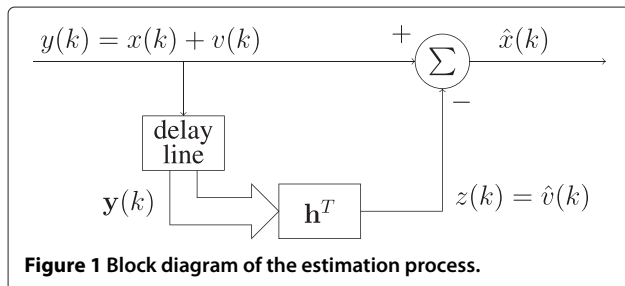 y(k) = x(k) + v(k)
+
∑
x̂(k)
−
delay
line
y(k)
h^T
z(k) = v̂(k)
Figure 1 Block diagram of the estimation process.